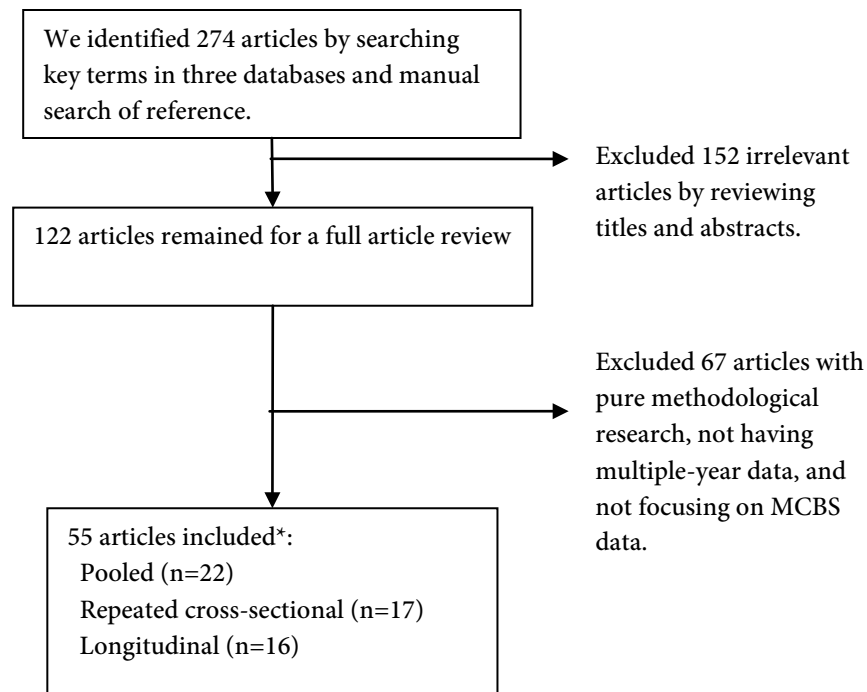 We identified 274 articles by searching
key terms in three databases and manual
search of reference.
Excluded 152 irrelevant
articles by reviewing
titles and abstracts.
122 articles remained for a full article review
Excluded 67 articles with
pure methodological
research, not having
multiple-year data, and
not focusing on MCBS
data.
55 articles included*:
Pooled (n=22)
Repeated cross-sectional (n=17)
Longitudinal (n=16)